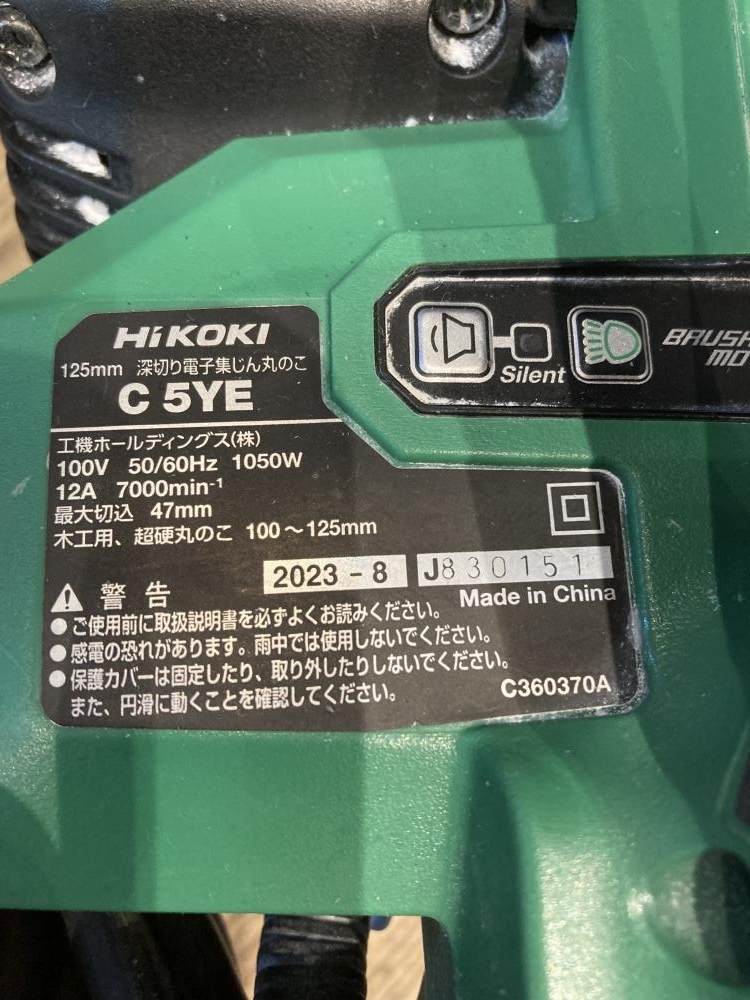 HiKOKI
125mm 深切り電子集じん丸のこ
C 5YE
Silent
工機ホールディングス(株)
100V 50/60Hz 1050W
12A 7000min-1
最大切込 47mm
木工用、超硬丸のこ 100～125mm
2023 - 8 J830151
Made in China
警告
● ご使用前に取扱説明書を必ずよくお読みください。
● 感電の恐れがあります。雨中では使用しないでください。
● 保護カバーは固定したり、取り外したりしないでください。
また、円滑に動くことを確認してください。
C360370A